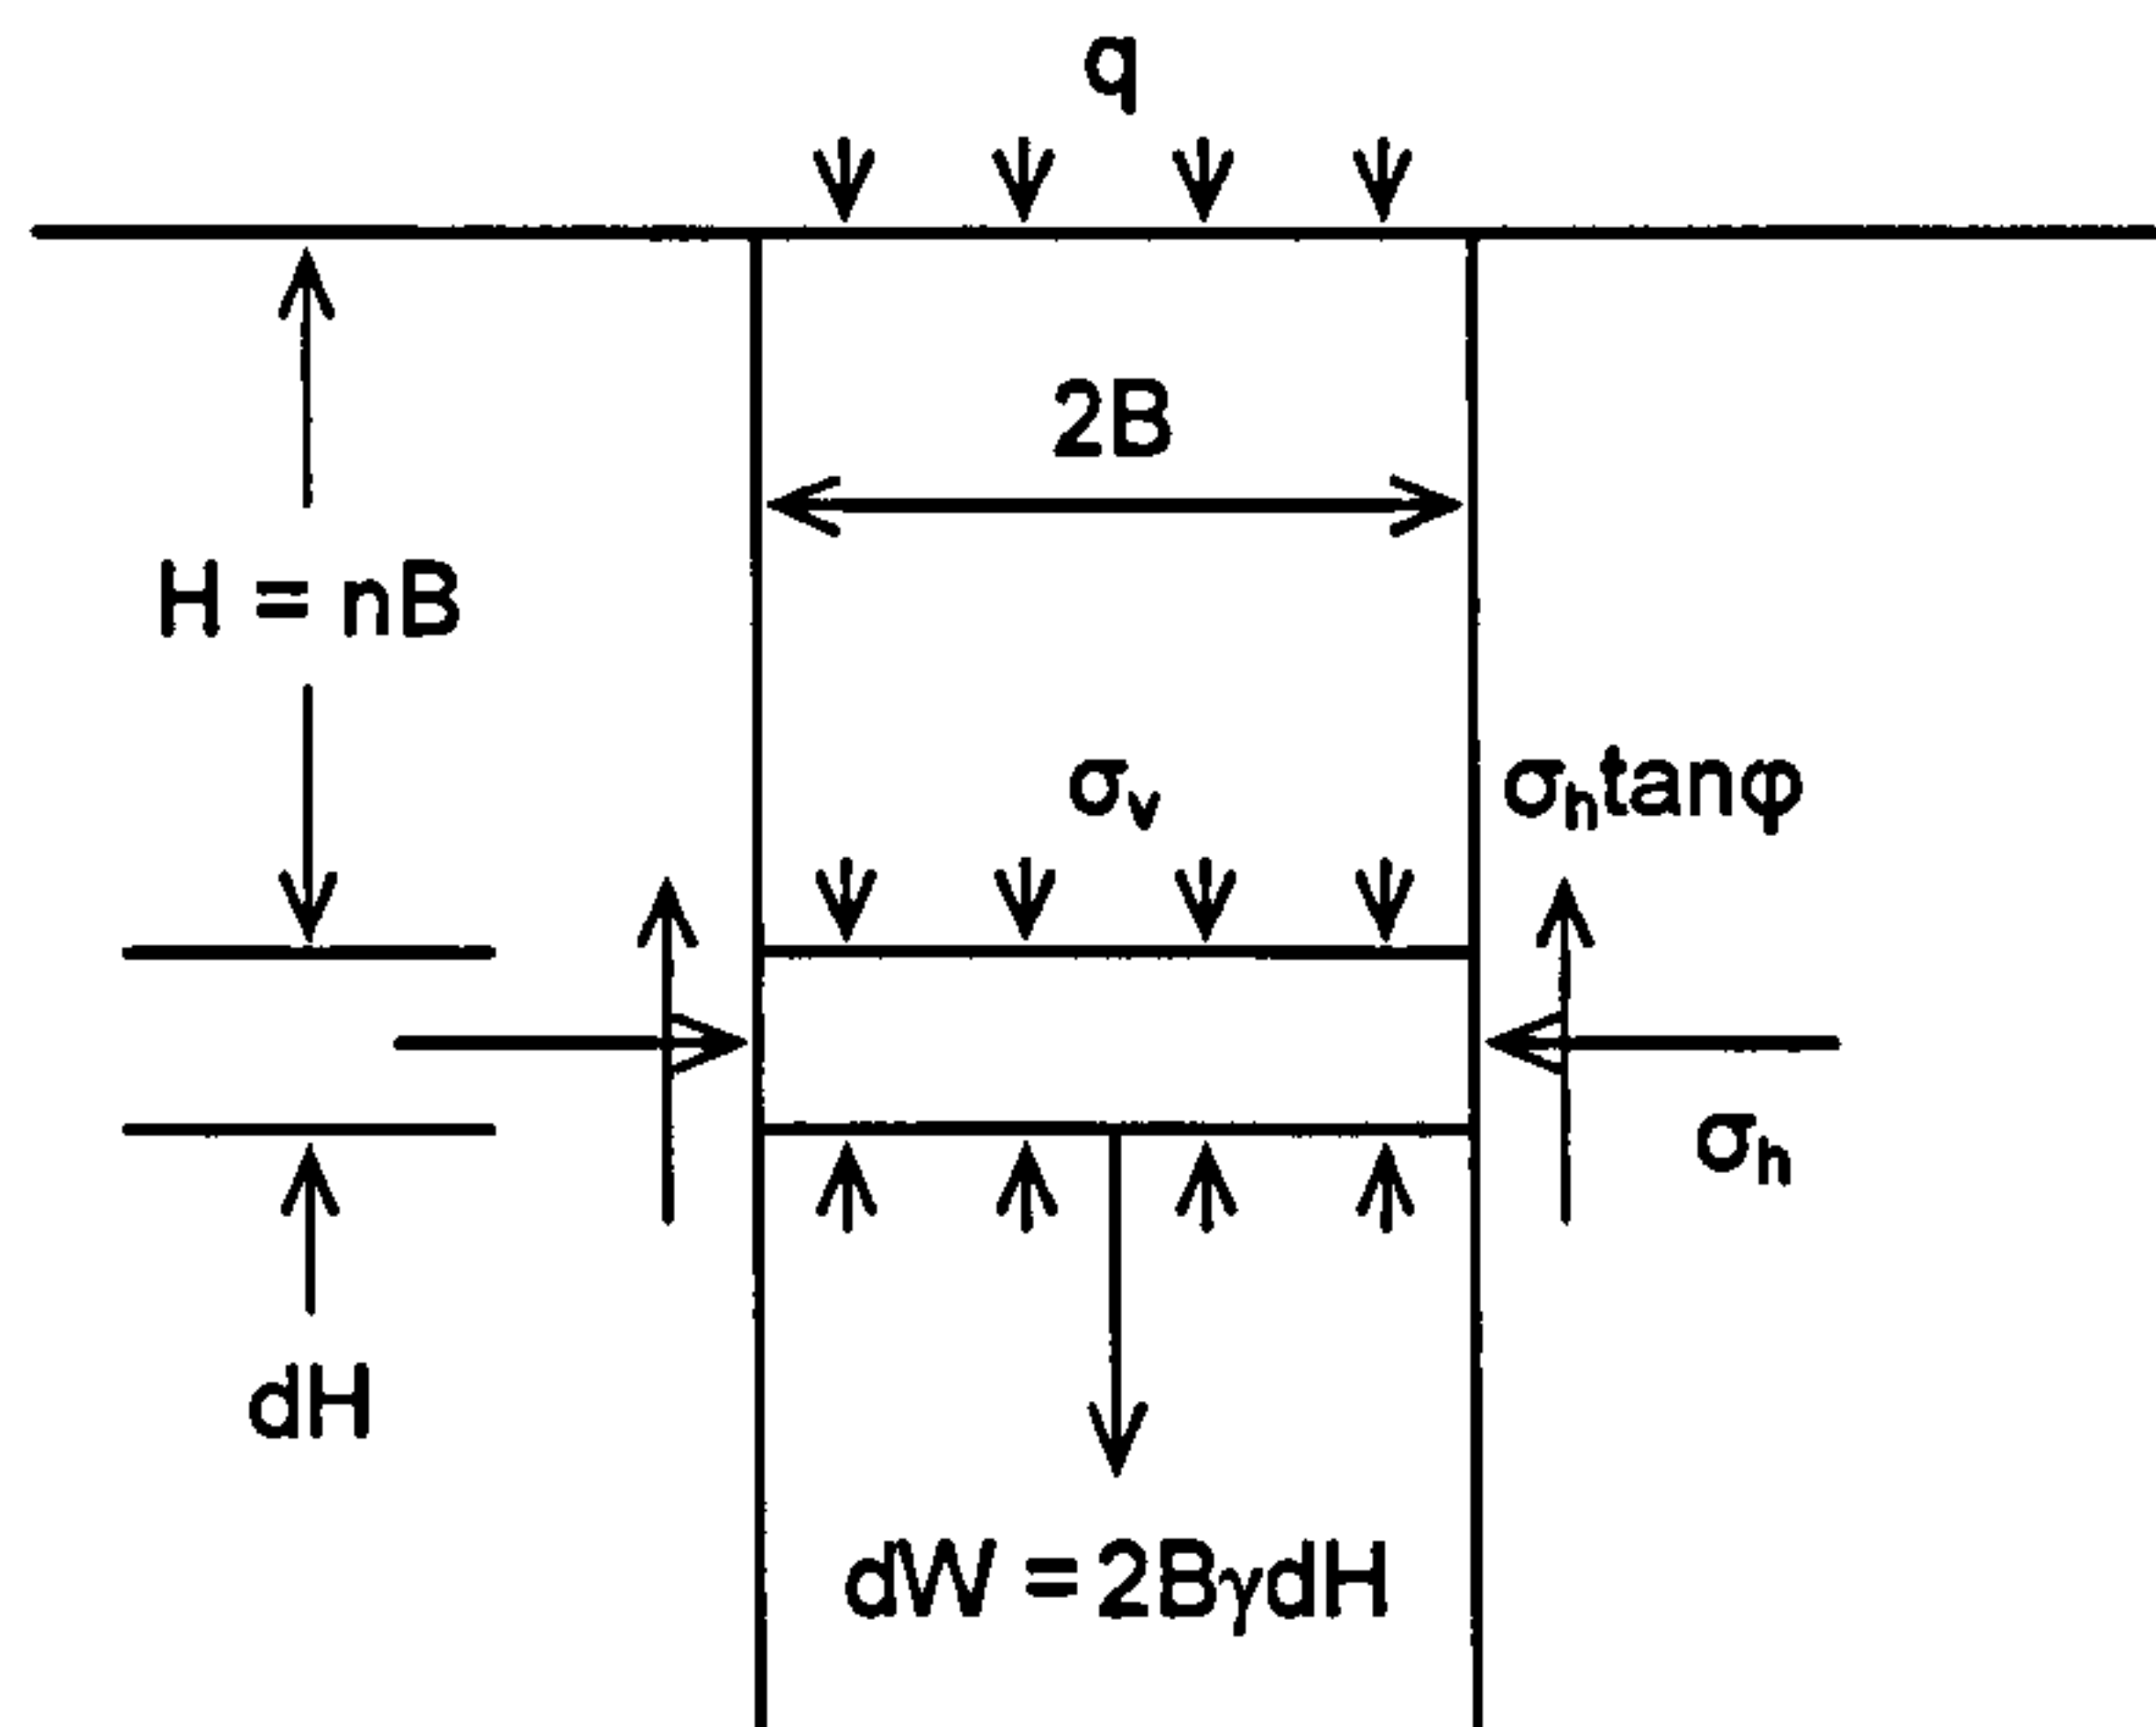 q
2B
H = nB
σᵥ
σₕtanφ
σₕ
dH
dW = 2BγdH